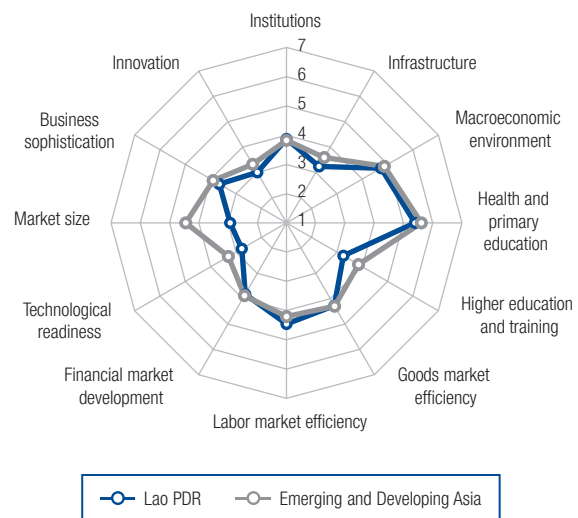 Institutions
7
6
5
4
3
2
1
Infrastructure
Macroeconomic
environment
Health and
primary
education
Higher education
and training
Goods market
efficiency
Labor market efficiency
Financial market
development
Technological
readiness
Market size
Business
sophistication
Innovation
Lao PDR
Emerging and Developing Asia